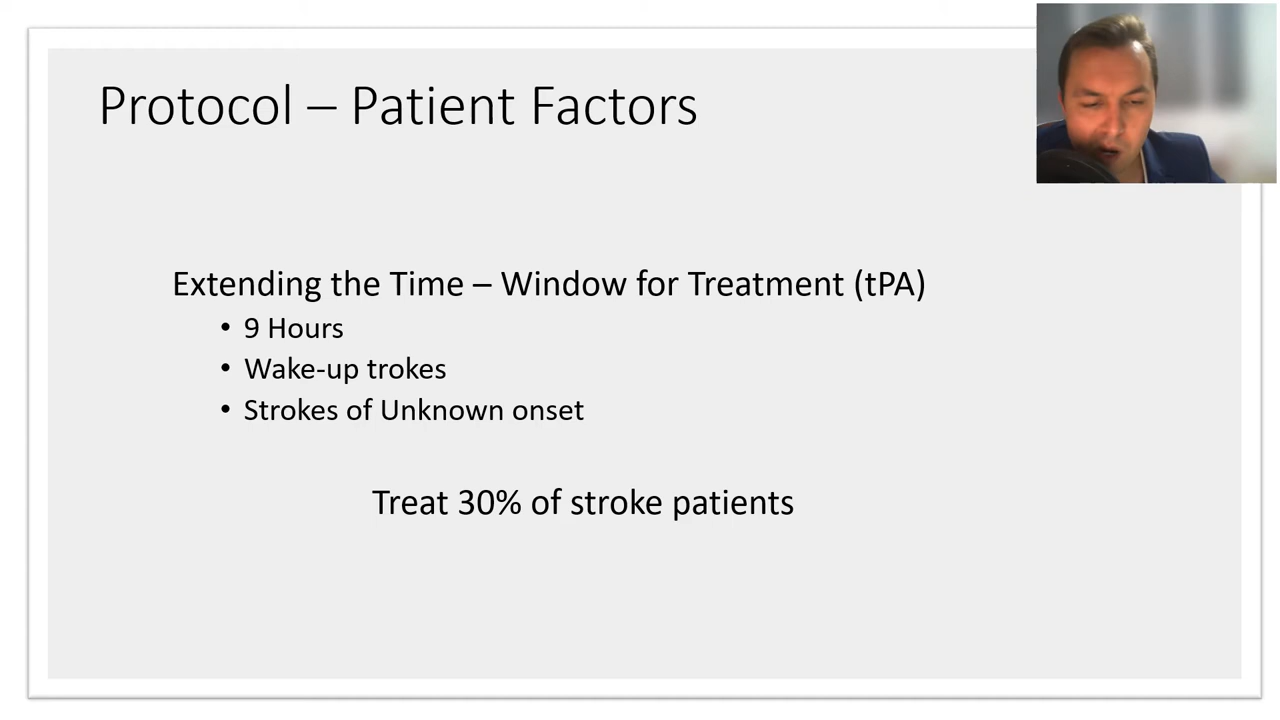 Protocol – Patient Factors
Extending the Time – Window for Treatment (tPA)
• 9 Hours
• Wake-up trokes
• Strokes of Unknown onset
Treat 30% of stroke patients